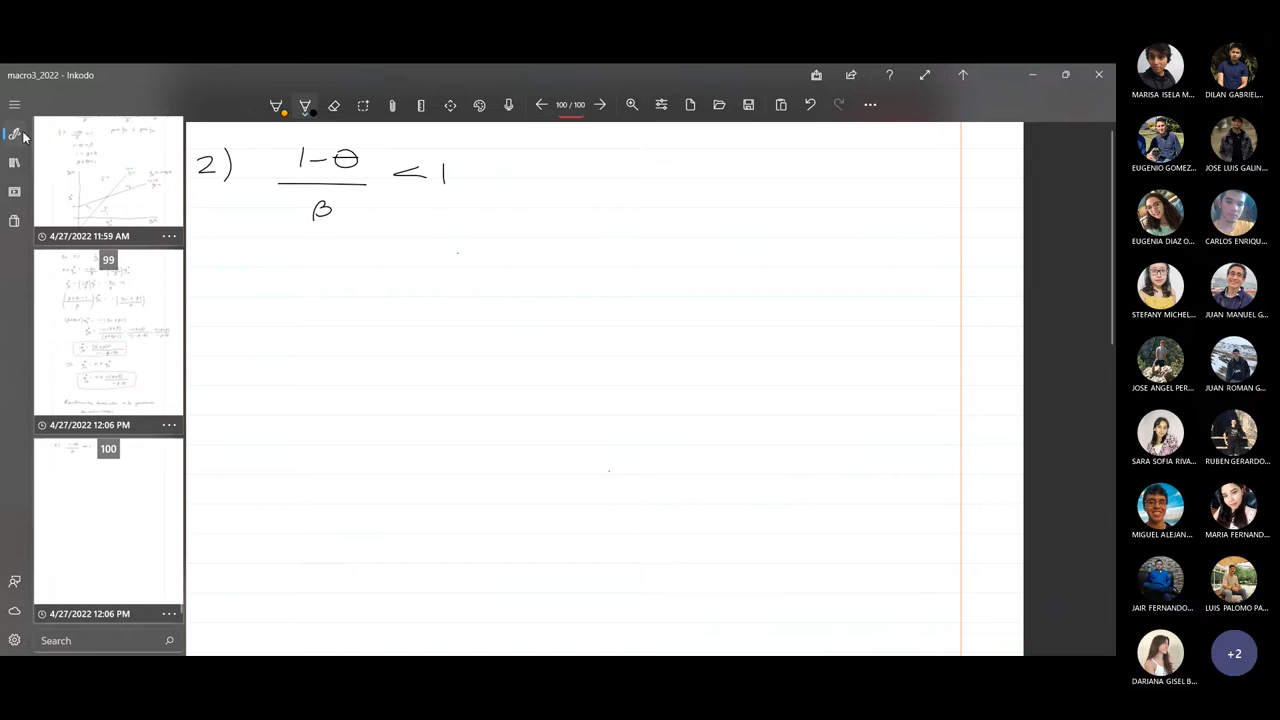 macro3_2022 - Inkodo
100 / 100
4/27/2022 11:59 AM
99
4/27/2022 12:06 PM
100
4/27/2022 12:06 PM
Search
2) (1-θ)/β < 1
MARISA ISELA M...
DILAN GABRIEL...
EUGENIO GOMEZ...
JOSE LUIS GALIN...
EUGENIA DIAZ O...
CARLOS ENRIQU...
STEFANY MICHEL...
JUAN MANUEL G...
JOSE ANGEL PER...
JUAN ROMAN G...
SARA SOFIA RIVA...
RUBEN GERARDO...
MIGUEL ALEJAN...
MARIA FERNAND...
JAIR FERNANDO...
LUIS PALOMO PA...
DARIANA GISEL B...
+2